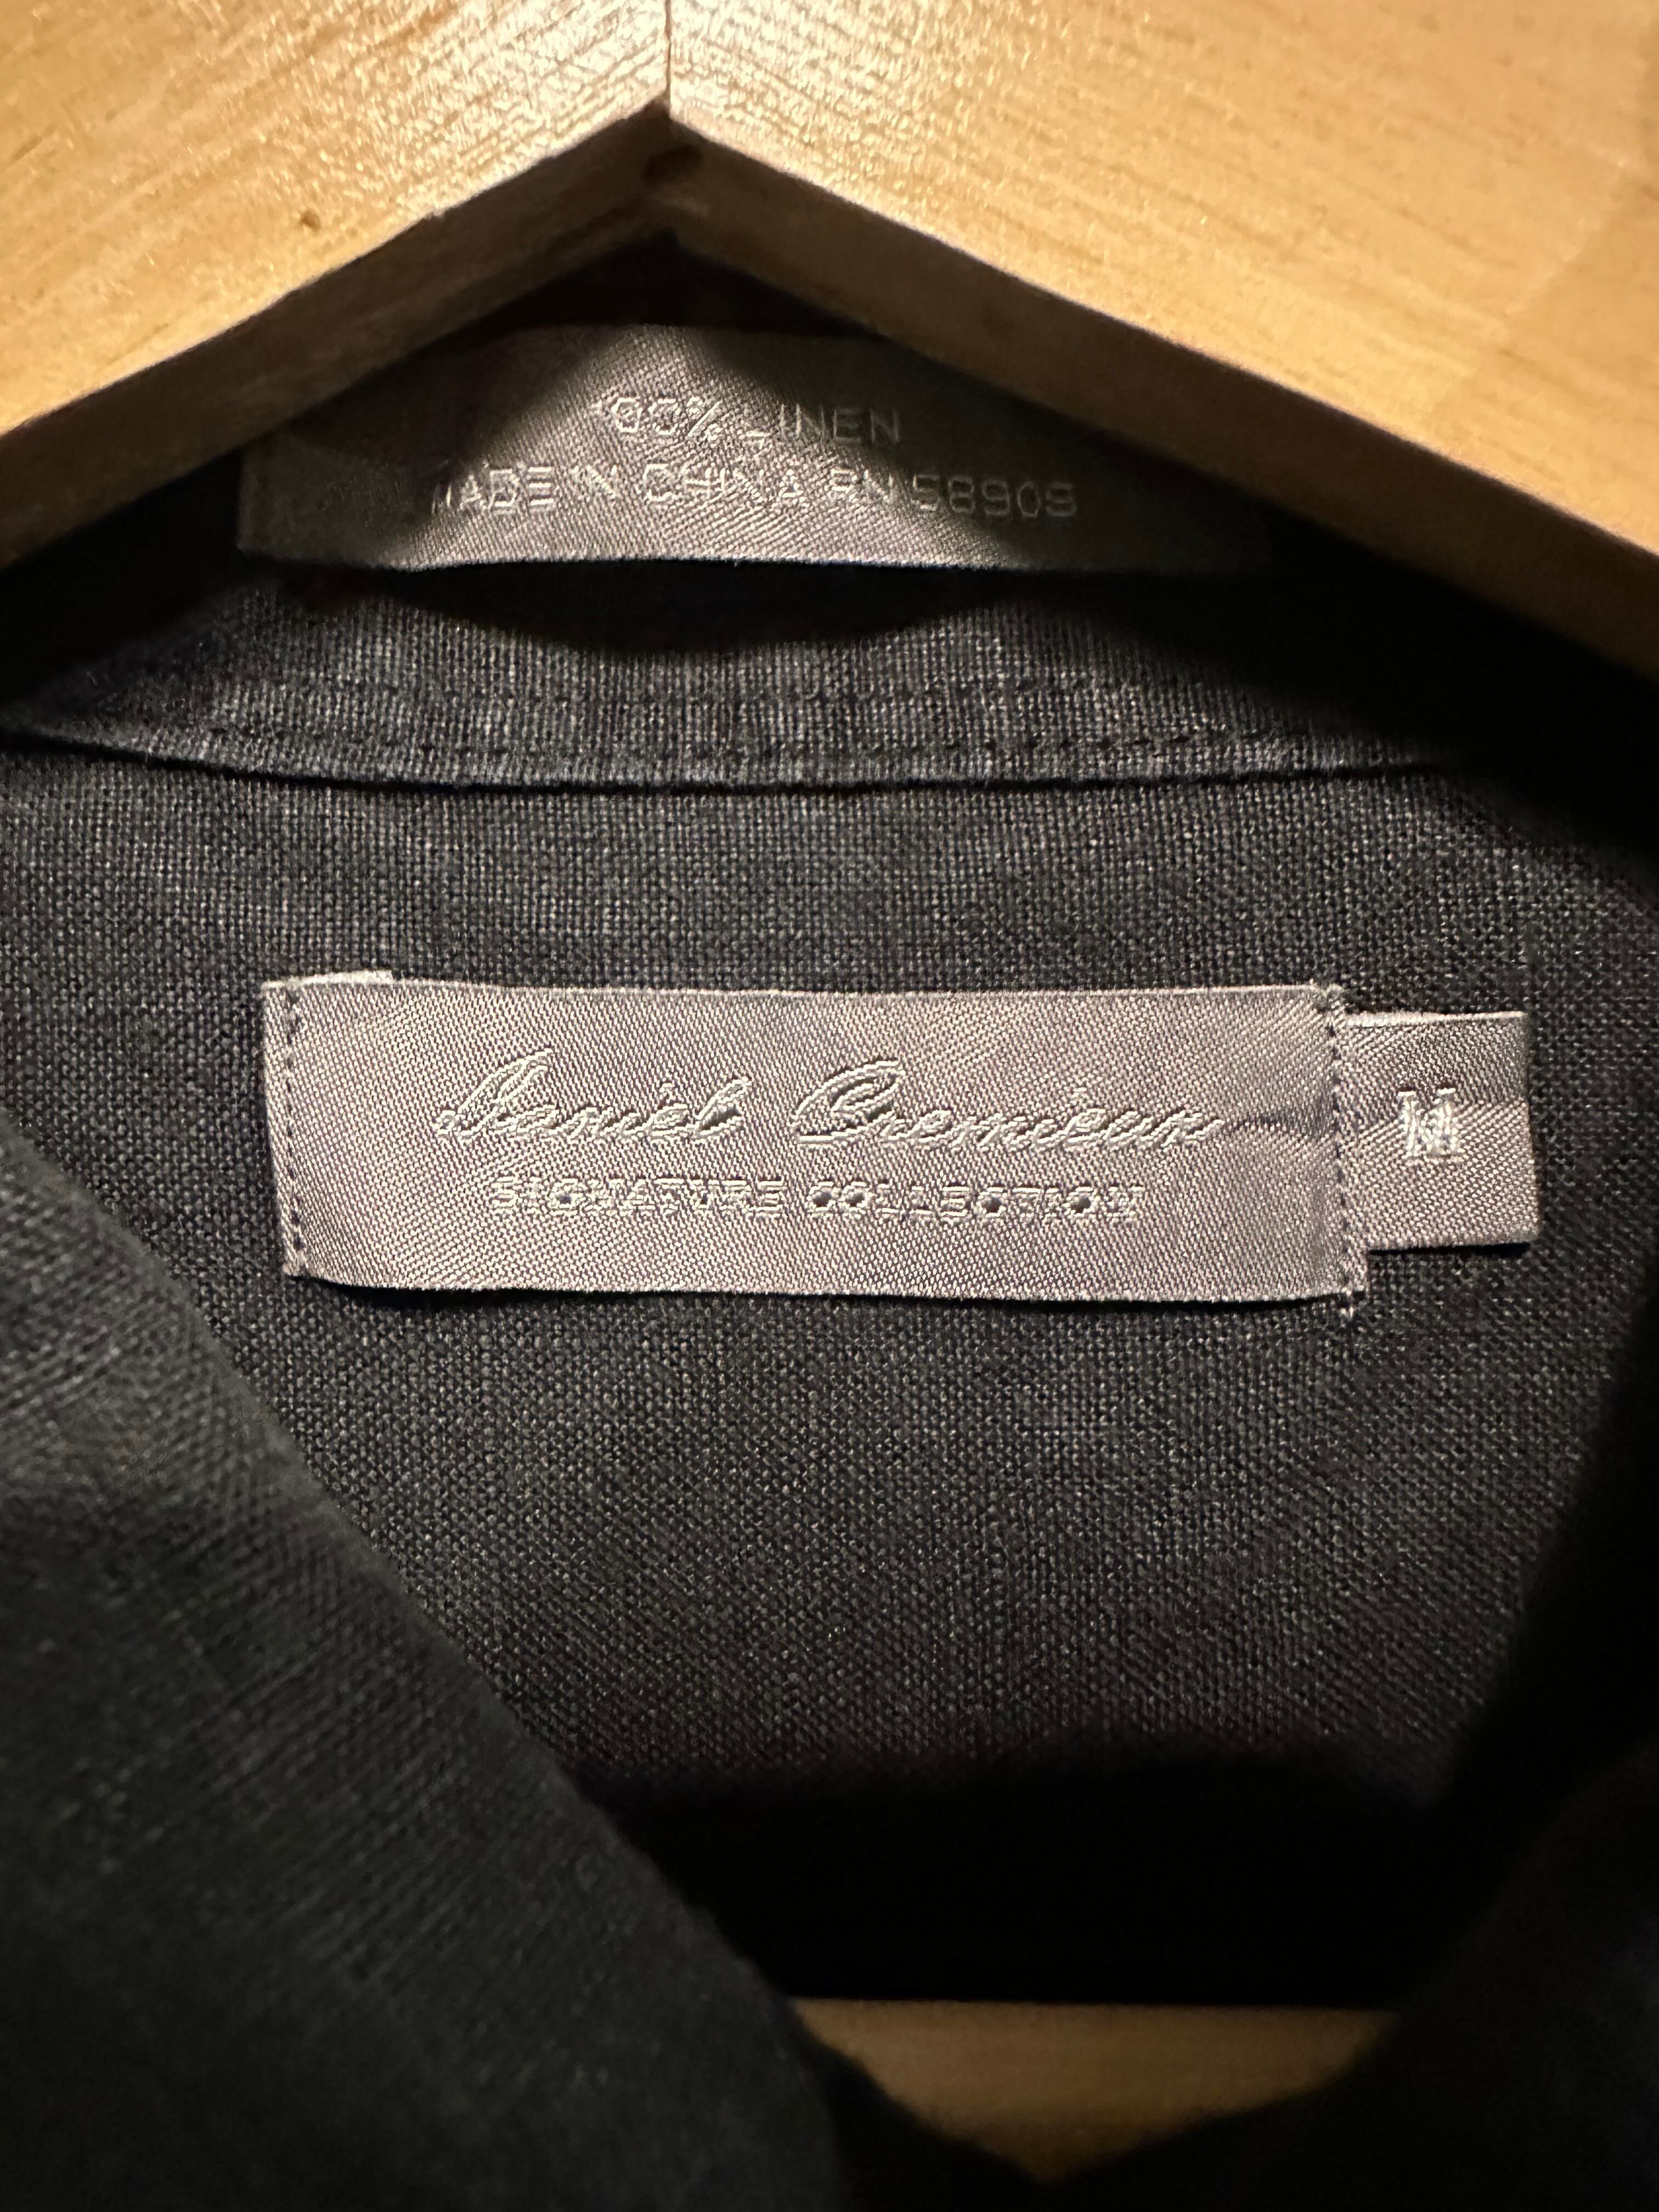 100% LINEN
MADE IN CHINA RN 58909
Daniel Cremieux
SIGNATURE COLLECTION
M